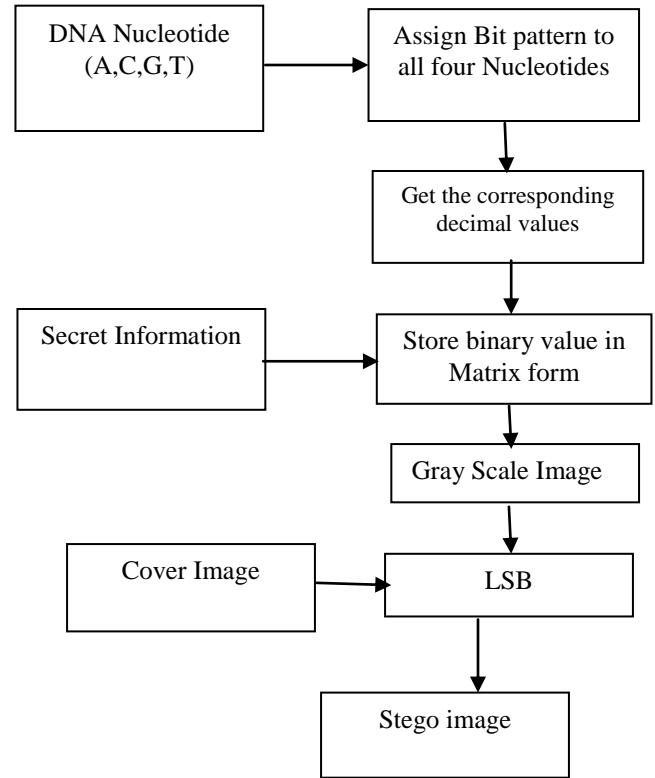 DNA Nucleotide
(A,C,G,T)
Assign Bit pattern to
all four Nucleotides
Get the corresponding
decimal values
Secret Information
Store binary value in
Matrix form
Gray Scale Image
Cover Image
LSB
Stego image